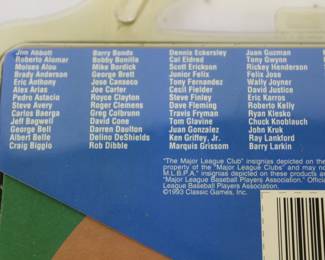 Jim Abbott
Roberto Alomar
Moises Alou
Brady Anderson
Eric Anthony
Alex Arias
Pedro Astacio
Steve Avery
Carlos Baerga
Jeff Bagwell
George Bell
Albert Belle
Craig Biggio
Barry Bonds
Bobby Bonilla
Mike Bordick
George Brett
Jose Canseco
Joe Carter
Royce Clayton
Roger Clemens
Greg Colbrunn
David Cone
Darren Daulton
Delino DeShields
Rob Dibble
Dennis Eckersley
Cal Eldred
Scott Erickson
Junior Felix
Tony Fernandez
Cecil Fielder
Steve Finley
Dave Fleming
Travis Fryman
Tom Glavine
Juan Gonzalez
Ken Griffey, Jr.
Marquis Grissom
Juan Guzman
Tony Gwynn
Rickey Henderson
Felix Jose
Wally Joyner
David Justice
Eric Karros
Roberto Kelly
Ryan Klesko
Chuck Knoblauch
John Kruk
Ray Lankford
Barry Larkin
"The Major League Club" insignias depicted on the
property of the "Major Leagues Clubs" and may no
M.L.B.P.A." insignias depicted on these products a
"Major League Baseball Players Association." Offici
League Baseball Players Association.
©1993 Classic Games, Inc.